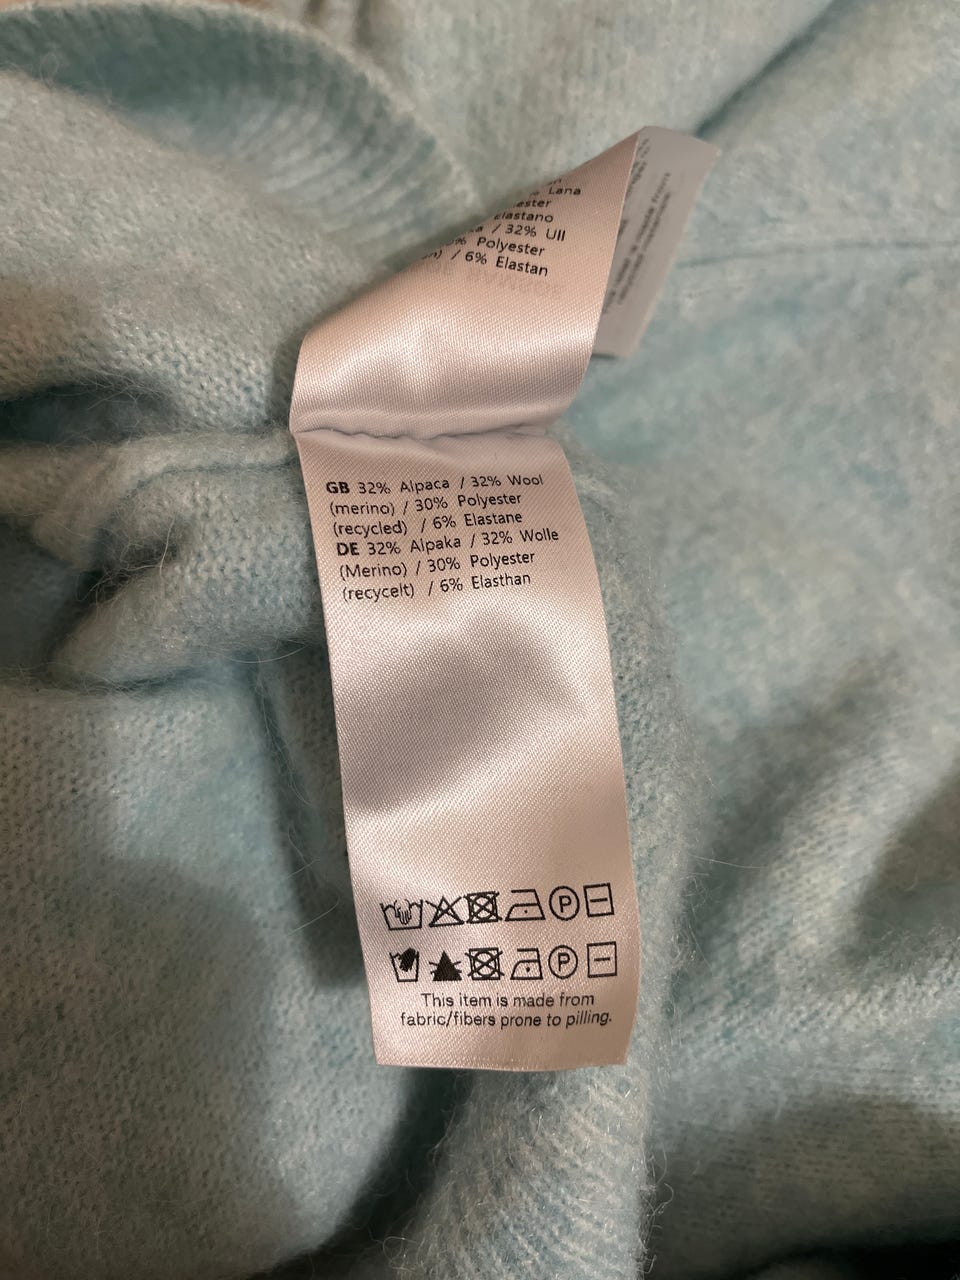 Lana
Elastano
/ 32% Ull
Polyester
/ 6% Elastan
GB 32% Alpaca / 32% Wool
(merino) / 30% Polyester
(recycled) / 6% Elastane
DE 32% Alpaka / 32% Wolle
(Merino) / 30% Polyester
(recycelt) / 6% Elasthan
P
P
This item is made from
fabric/fibers prone to pilling.